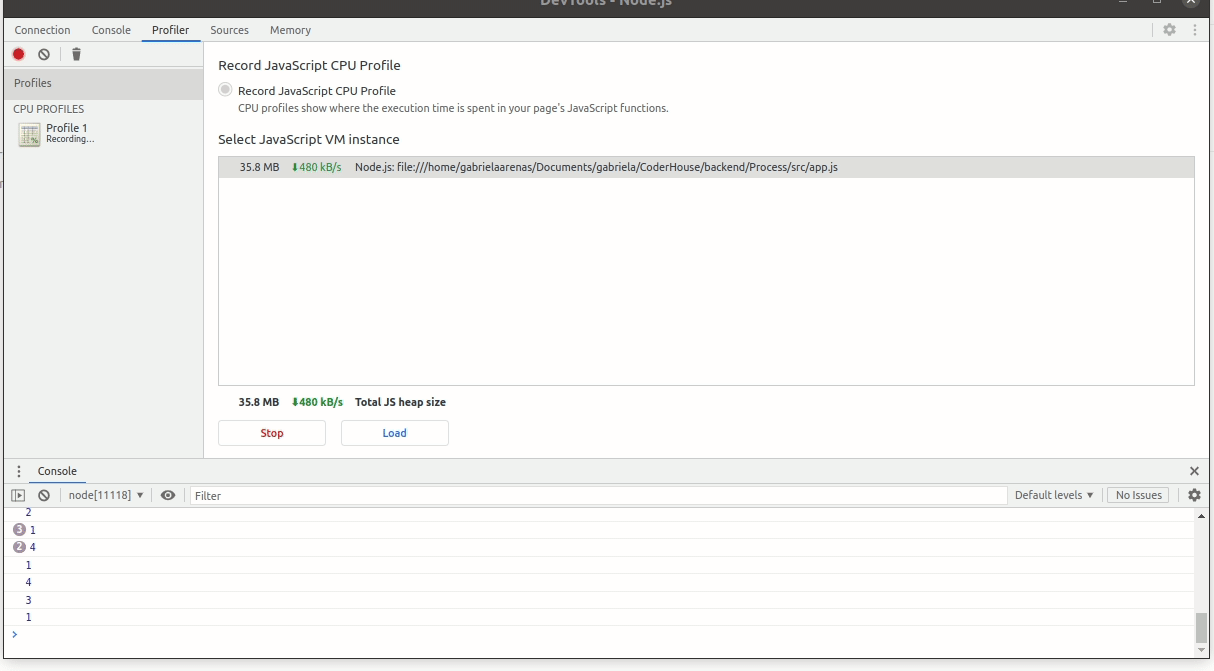 DevTools - Node.js
Connection Console Profiler Sources Memory
Profiles
CPU PROFILES
Profile 1
Recording...
Record JavaScript CPU Profile
Record JavaScript CPU Profile
CPU profiles show where the execution time is spent in your page's JavaScript functions.
Select JavaScript VM instance
35.8 MB ⬇480 kB/s Node.js: file:///home/gabrielaarenas/Documents/gabriela/CoderHouse/backend/Process/src/app.js
35.8 MB ⬇480 kB/s Total JS heap size
Stop Load
Console
node[11118] ▼ Filter Default levels ▼ No Issues
2
3 1
2 4
1
4
3
1
>